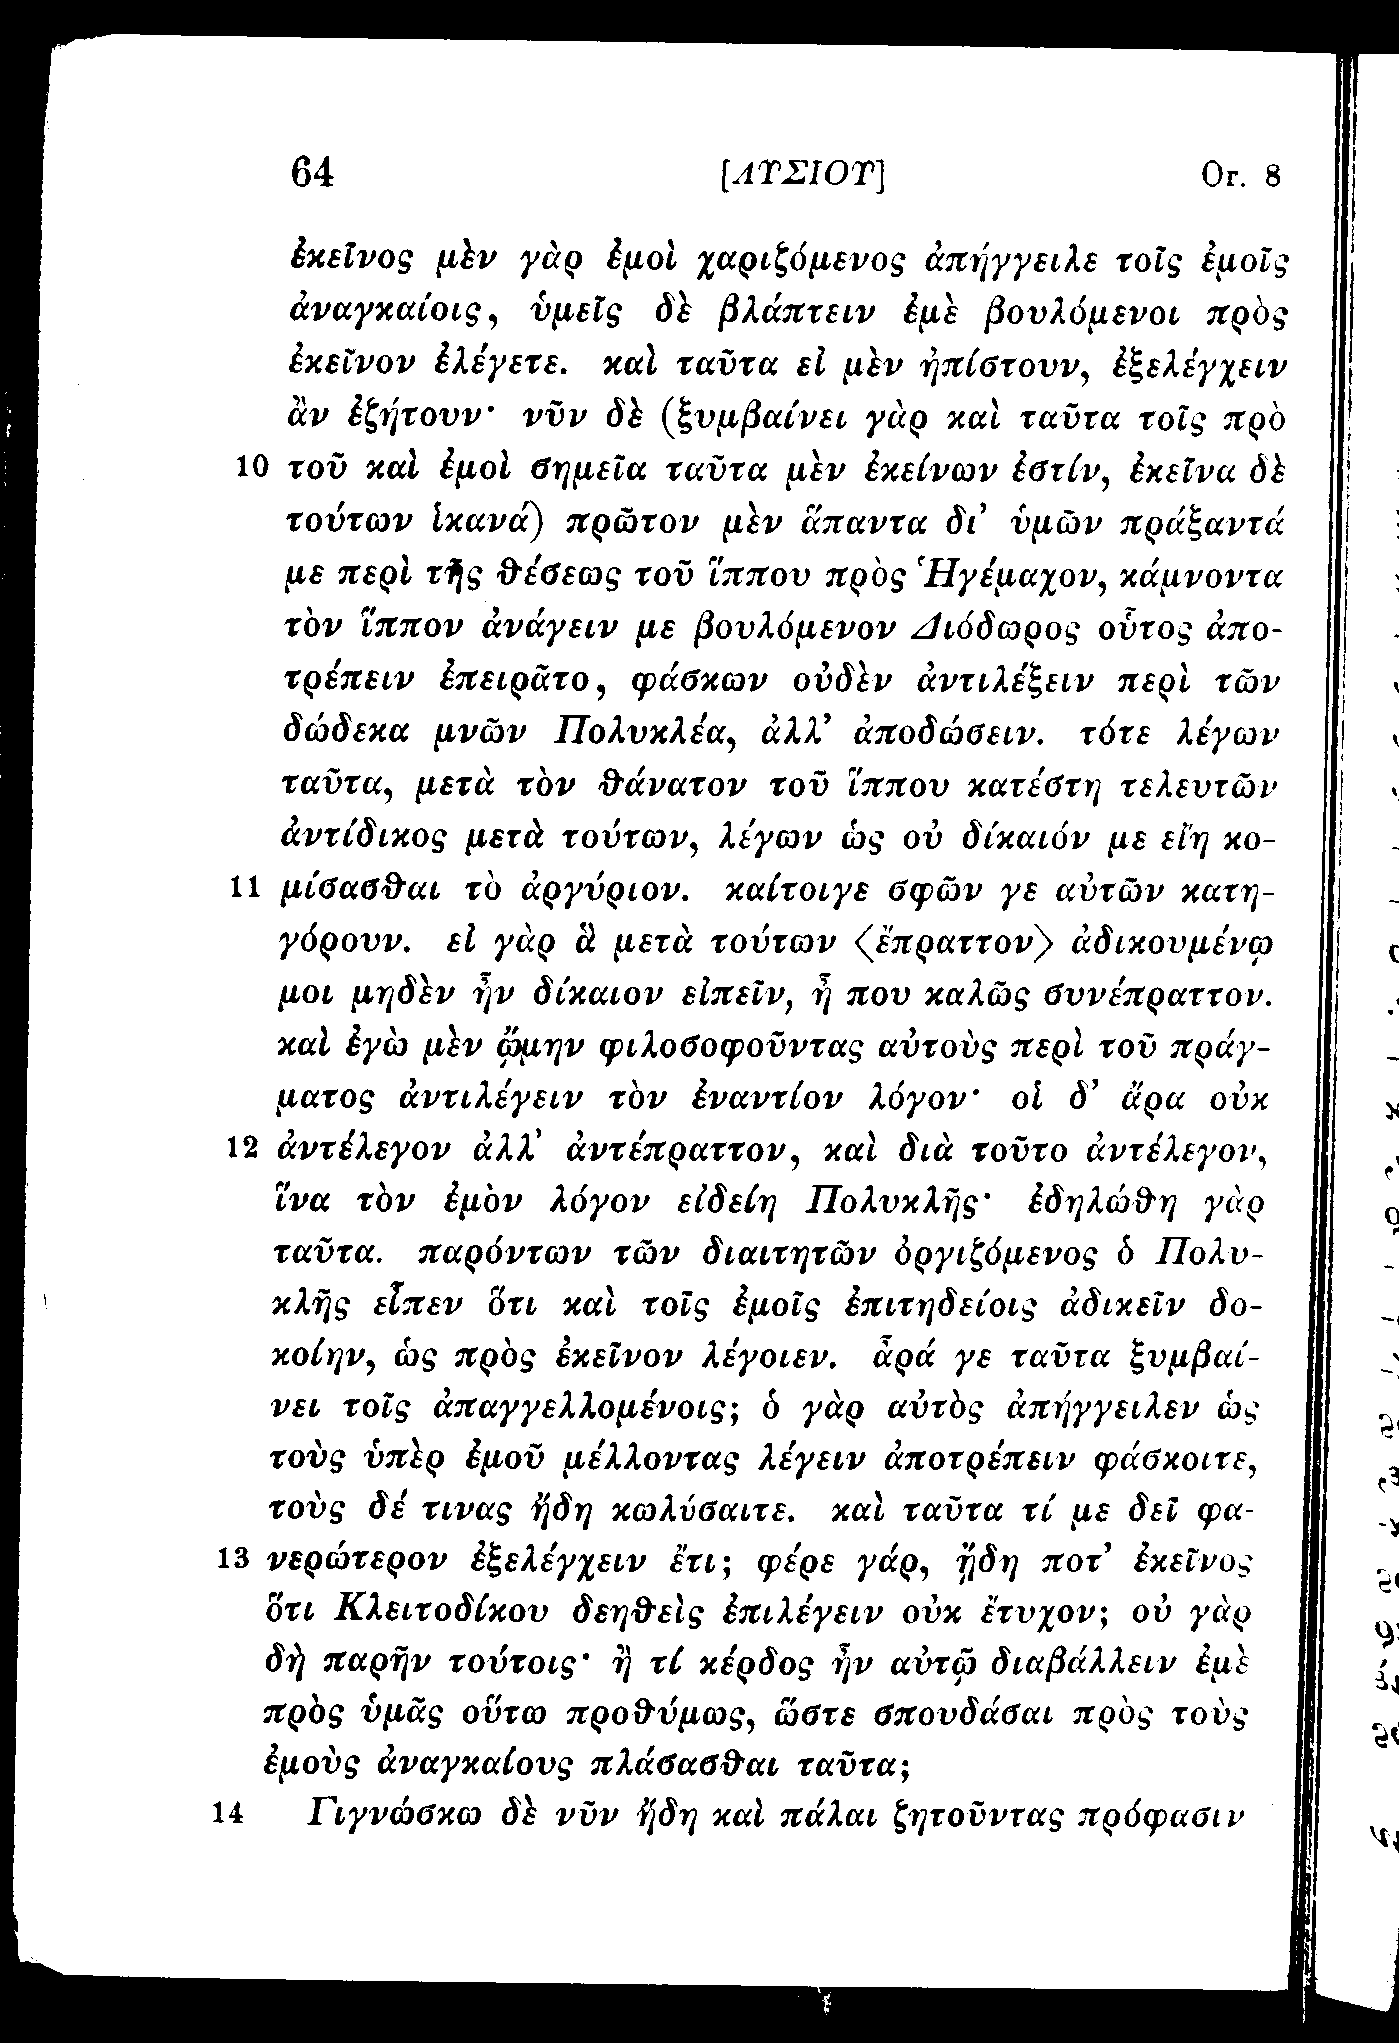 64 [ΛΥΣΙΟΥ] Or. 8
ἐκεῖνος μὲν γὰρ ἐμοὶ χαριζόμενος ἀπήγγειλε τοῖς ἐμοῖς
ἀναγκαίοις, ὑμεῖς δὲ βλάπτειν ἐμὲ βουλόμενοι πρὸς
ἐκεῖνον ἐλέγετε. καὶ ταῦτα εἰ μὲν ἠπίστουν, ἐξελέγχειν
ἂν ἐζήτουν· νῦν δὲ (ξυμβαίνει γὰρ καὶ ταῦτα τοῖς πρὸ
10 τοῦ καὶ ἐμοὶ σημεῖα ταῦτα μὲν ἐκείνων ἐστίν, ἐκεῖνα δὲ
τούτων ἱκανά) πρῶτον μὲν ἅπαντα δι’ ὑμῶν πράξαντά
με περὶ τῆς θέσεως τοῦ ἵππου πρὸς Ἡγέμαχον, κάμνοντα
τὸν ἵππον ἀνάγειν με βουλόμενον Διόδωρος οὗτος ἀπο-
τρέπειν ἐπειρᾶτο, φάσκων οὐδὲν ἀντιλέξειν περὶ τῶν
δώδεκα μνῶν Πολυκλέα, ἀλλ’ ἀποδώσειν. τότε λέγων
ταῦτα, μετὰ τὸν θάνατον τοῦ ἵππου κατέστη τελευτῶν
ἀντίδικος μετὰ τούτων, λέγων ὡς οὐ δίκαιόν με εἴη κο-
11 μίσασθαι τὸ ἀργύριον. καίτοιγε σφῶν γε αὐτῶν κατη-
γόρουν. εἰ γὰρ ἃ μετὰ τούτων ⟨ἔπραττον⟩ ἀδικουμένῳ
μοι μηδὲν ἦν δίκαιον εἰπεῖν, ἦ που καλῶς συνέπραττον.
καὶ ἐγὼ μὲν ᾤμην φιλοσοφοῦντας αὐτοὺς περὶ τοῦ πράγ-
ματος ἀντιλέγειν τὸν ἐναντίον λόγον· οἱ δ’ ἄρα οὐκ
12 ἀντέλεγον ἀλλ’ ἀντέπραττον, καὶ διὰ τοῦτο ἀντέλεγον,
ἵνα τὸν ἐμὸν λόγον εἰδείη Πολυκλῆς· ἐδηλώθη γὰρ
ταῦτα. παρόντων τῶν διαιτητῶν ὀργιζόμενος ὁ Πολυ-
κλῆς εἶπεν ὅτι καὶ τοῖς ἐμοῖς ἐπιτηδείοις ἀδικεῖν δο-
κοίην, ὡς πρὸς ἐκεῖνον λέγοιεν. ἆρά γε ταῦτα ξυμβαί-
νει τοῖς ἀπαγγελλομένοις; ὁ γὰρ αὐτὸς ἀπήγγειλεν ὡς
τοὺς ὑπὲρ ἐμοῦ μέλλοντας λέγειν ἀποτρέπειν φάσκοιτε,
τοὺς δέ τινας ἤδη κωλύσαιτε. καὶ ταῦτα τί με δεῖ φα-
13 νερώτερον ἐξελέγχειν ἔτι; φέρε γάρ, ᾔδη ποτ’ ἐκεῖνος
ὅτι Κλειτοδίκου δεηθεὶς ἐπιλέγειν οὐκ ἔτυχον; οὐ γὰρ
δὴ παρῆν τούτοις· ἢ τί κέρδος ἦν αὐτῷ διαβάλλειν ἐμὲ
πρὸς ὑμᾶς οὕτω προθύμως, ὥστε σπουδάσαι πρὸς τοὺς
ἐμοὺς ἀναγκαίους πλάσασθαι ταῦτα;
14 Γιγνώσκω δὲ νῦν ἤδη καὶ πάλαι ζητοῦντας πρόφασιν